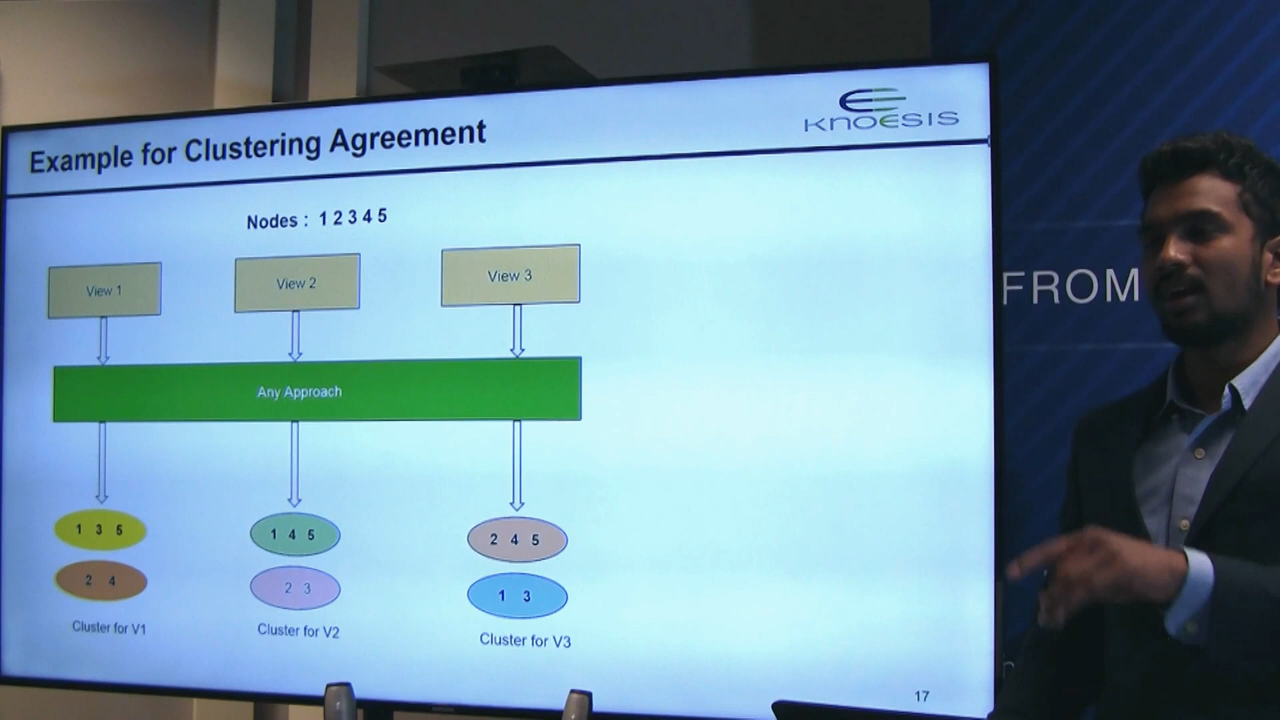 Example for Clustering Agreement
KNOESIS
Nodes : 1 2 3 4 5
View 1
View 2
View 3
Any Approach
1 3 5
1 4 5
2 4 5
2 4
2 3
1 3
Cluster for V1
Cluster for V2
Cluster for V3
17
FROM